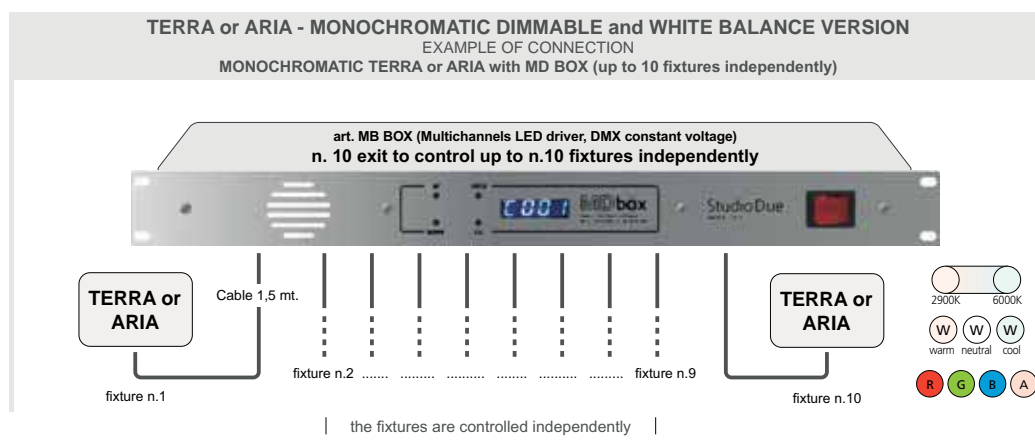 TERRA or ARIA - MONOCHROMATIC DIMMABLE and WHITE BALANCE VERSION
EXAMPLE OF CONNECTION
MONOCHROMATIC TERRA or ARIA with MD BOX (up to 10 fixtures independently)
art. MB BOX (Multichannels LED driver, DMX constant voltage)
n. 10 exit to control up to n.10 fixtures independently
C001
MDbox
StudioDue
TERRA or
ARIA
Cable 1,5 mt.
TERRA or
ARIA
2900K 6000K
W W W
warm neutral cool
fixture n.1
fixture n.2 ....... ......... .......... ......... ......... ......... fixture n.9
fixture n.10
R G B A
the fixtures are controlled independently